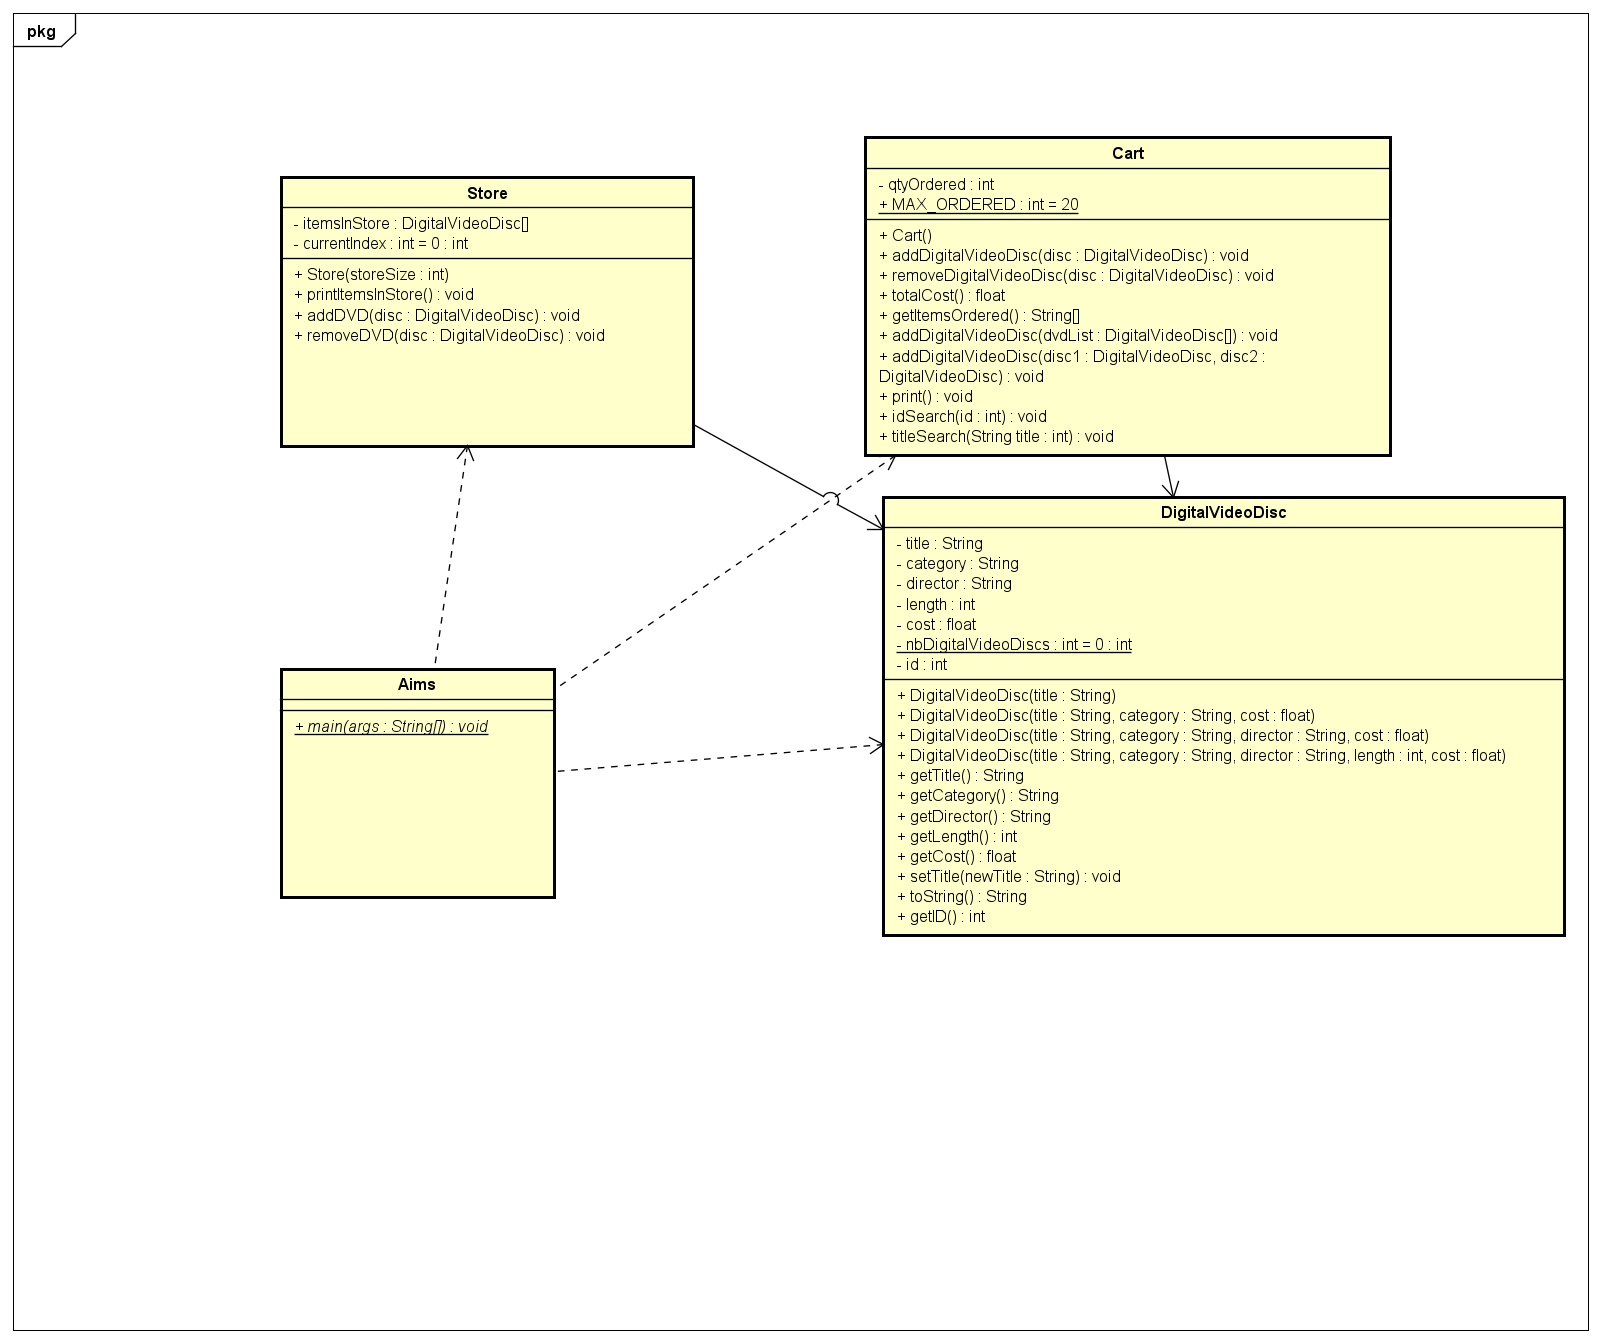 pkg
Store
- itemsInStore : DigitalVideoDisc[]
- currentIndex : int = 0 : int
+ Store(storeSize : int)
+ printItemsInStore() : void
+ addDVD(disc : DigitalVideoDisc) : void
+ removeDVD(disc : DigitalVideoDisc) : void
Cart
- qtyOrdered : int
+ MAX_ORDERED : int = 20
+ Cart()
+ addDigitalVideoDisc(disc : DigitalVideoDisc) : void
+ removeDigitalVideoDisc(disc : DigitalVideoDisc) : void
+ totalCost() : float
+ getItemsOrdered() : String[]
+ addDigitalVideoDisc(dvdList : DigitalVideoDisc[]) : void
+ addDigitalVideoDisc(disc1 : DigitalVideoDisc, disc2 :
DigitalVideoDisc) : void
+ print() : void
+ idSearch(id : int) : void
+ titleSearch(String title : int) : void
Aims
+ main(args : String[]) : void
DigitalVideoDisc
- title : String
- category : String
- director : String
- length : int
- cost : float
- nbDigitalVideoDiscs : int = 0 : int
- id : int
+ DigitalVideoDisc(title : String)
+ DigitalVideoDisc(title : String, category : String, cost : float)
+ DigitalVideoDisc(title : String, category : String, director : String, cost : float)
+ DigitalVideoDisc(title : String, category : String, director : String, length : int, cost : float)
+ getTitle() : String
+ getCategory() : String
+ getDirector() : String
+ getLength() : int
+ getCost() : float
+ setTitle(newTitle : String) : void
+ toString() : String
+ getID() : int